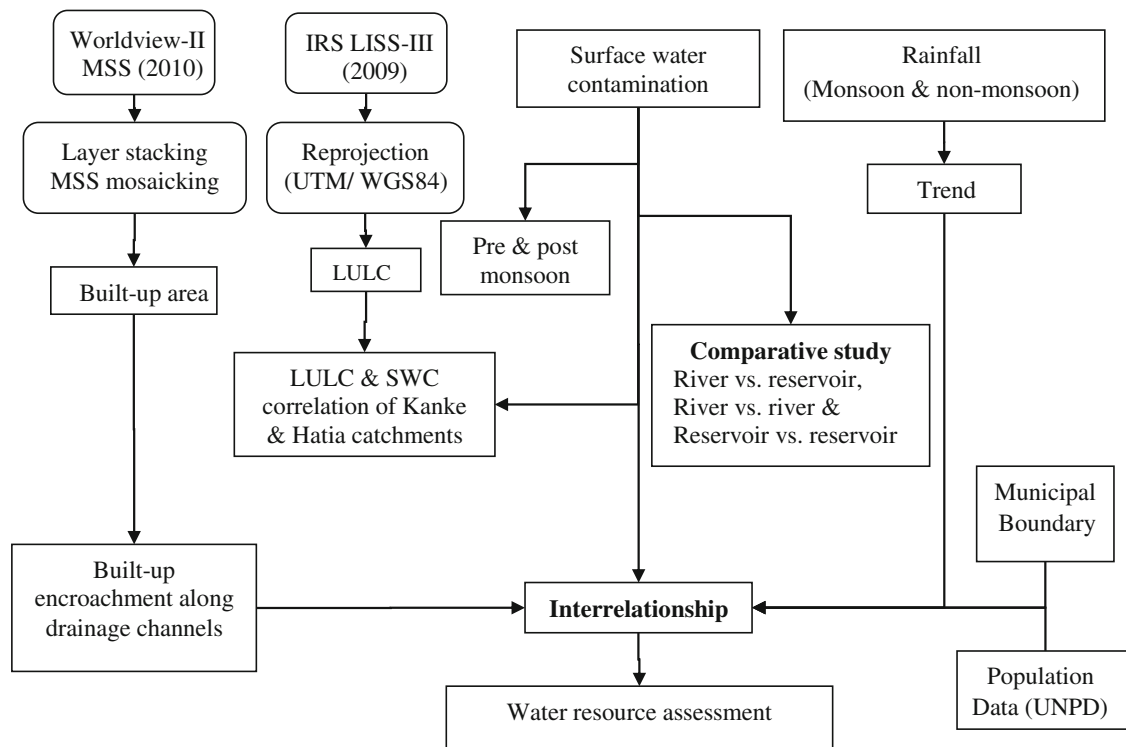 Worldview-II
MSS (2010)
IRS LISS-III
(2009)
Surface water
contamination
Rainfall
(Monsoon & non-monsoon)
Layer stacking
MSS mosaicking
Reprojection
(UTM/ WGS84)
Trend
Pre & post
monsoon
Built-up area
LULC
Comparative study
River vs. reservoir,
River vs. river &
Reservoir vs. reservoir
LULC & SWC
correlation of Kanke
& Hatia catchments
Municipal
Boundary
Built-up
encroachment along
drainage channels
Interrelationship
Population
Data (UNPD)
Water resource assessment